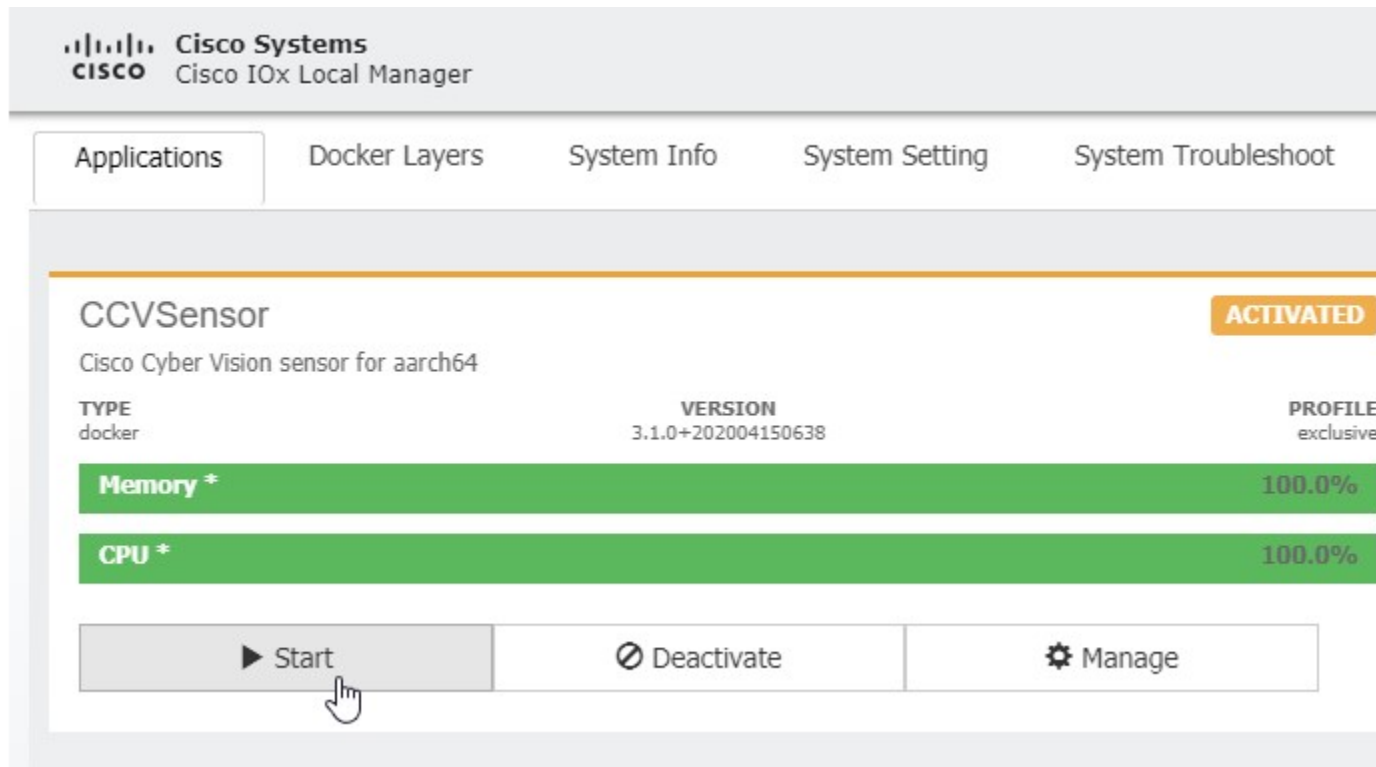 Cisco Systems
CISCO Cisco IOx Local Manager
Applications Docker Layers System Info System Setting System Troubleshoot
CCVSensor ACTIVATED
Cisco Cyber Vision sensor for aarch64
TYPE VERSION PROFILE
docker 3.1.0+202004150638 exclusive
Memory * 100.0%
CPU * 100.0%
Start Deactivate Manage